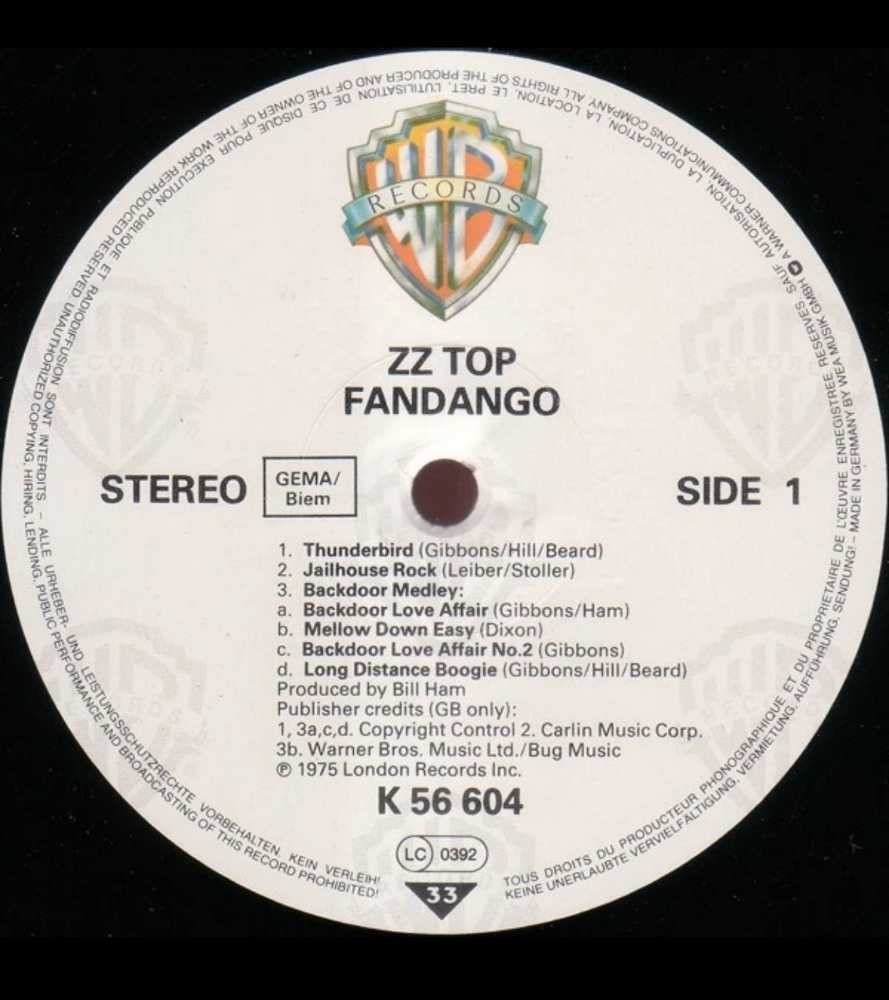 WB
RECORDS
ZZ TOP
FANDANGO
STEREO
GEMA/
Biem
SIDE 1
1. Thunderbird (Gibbons/Hill/Beard)
2. Jailhouse Rock (Leiber/Stoller)
3. Backdoor Medley:
a. Backdoor Love Affair (Gibbons/Ham)
b. Mellow Down Easy (Dixon)
c. Backdoor Love Affair No.2 (Gibbons)
d. Long Distance Boogie (Gibbons/Hill/Beard)
Produced by Bill Ham
Publisher credits (GB only):
1, 3a,c,d. Copyright Control 2. Carlin Music Corp.
3b. Warner Bros. Music Ltd./Bug Music
℗ 1975 London Records Inc.
K 56 604
LC 0392
33
TOUS DROITS DU PRODUCTEUR PHONOGRAPHIQUE ET DU PROPRIETAIRE DE L'ŒUVRE ENREGISTREE RESERVES. SAUF AUTORISATION, LA DUPLICATION, LA LOCATION, LE PRET, L'UTILISATION DE CE DISQUE POUR EXECUTION PUBLIQUE ET RADIODIFFUSION SONT INTERDITS. – ALLE URHEBER- UND LEISTUNGSSCHUTZRECHTE VORBEHALTEN. KEIN VERLEIH!
KEINE UNERLAUBTE VERVIELFÄLTIGUNG, VERMIETUNG, AUFFÜHRUNG, SENDUNG! – MADE IN GERMANY BY WEA MUSIK GMBH A WARNER COMMUNICATIONS COMPANY. ALL RIGHTS OF THE PRODUCER AND OF THE OWNER OF THE WORK REPRODUCED RESERVED. UNAUTHORIZED COPYING, HIRING, LENDING, PUBLIC PERFORMANCE AND BROADCASTING OF THIS RECORD PROHIBITED!